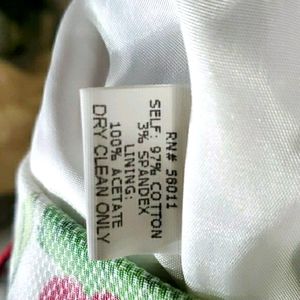 RN# 58011
SELF: 97% COTTON
3% SPANDEX
LINING:
100% ACETATE
DRY CLEAN ONLY